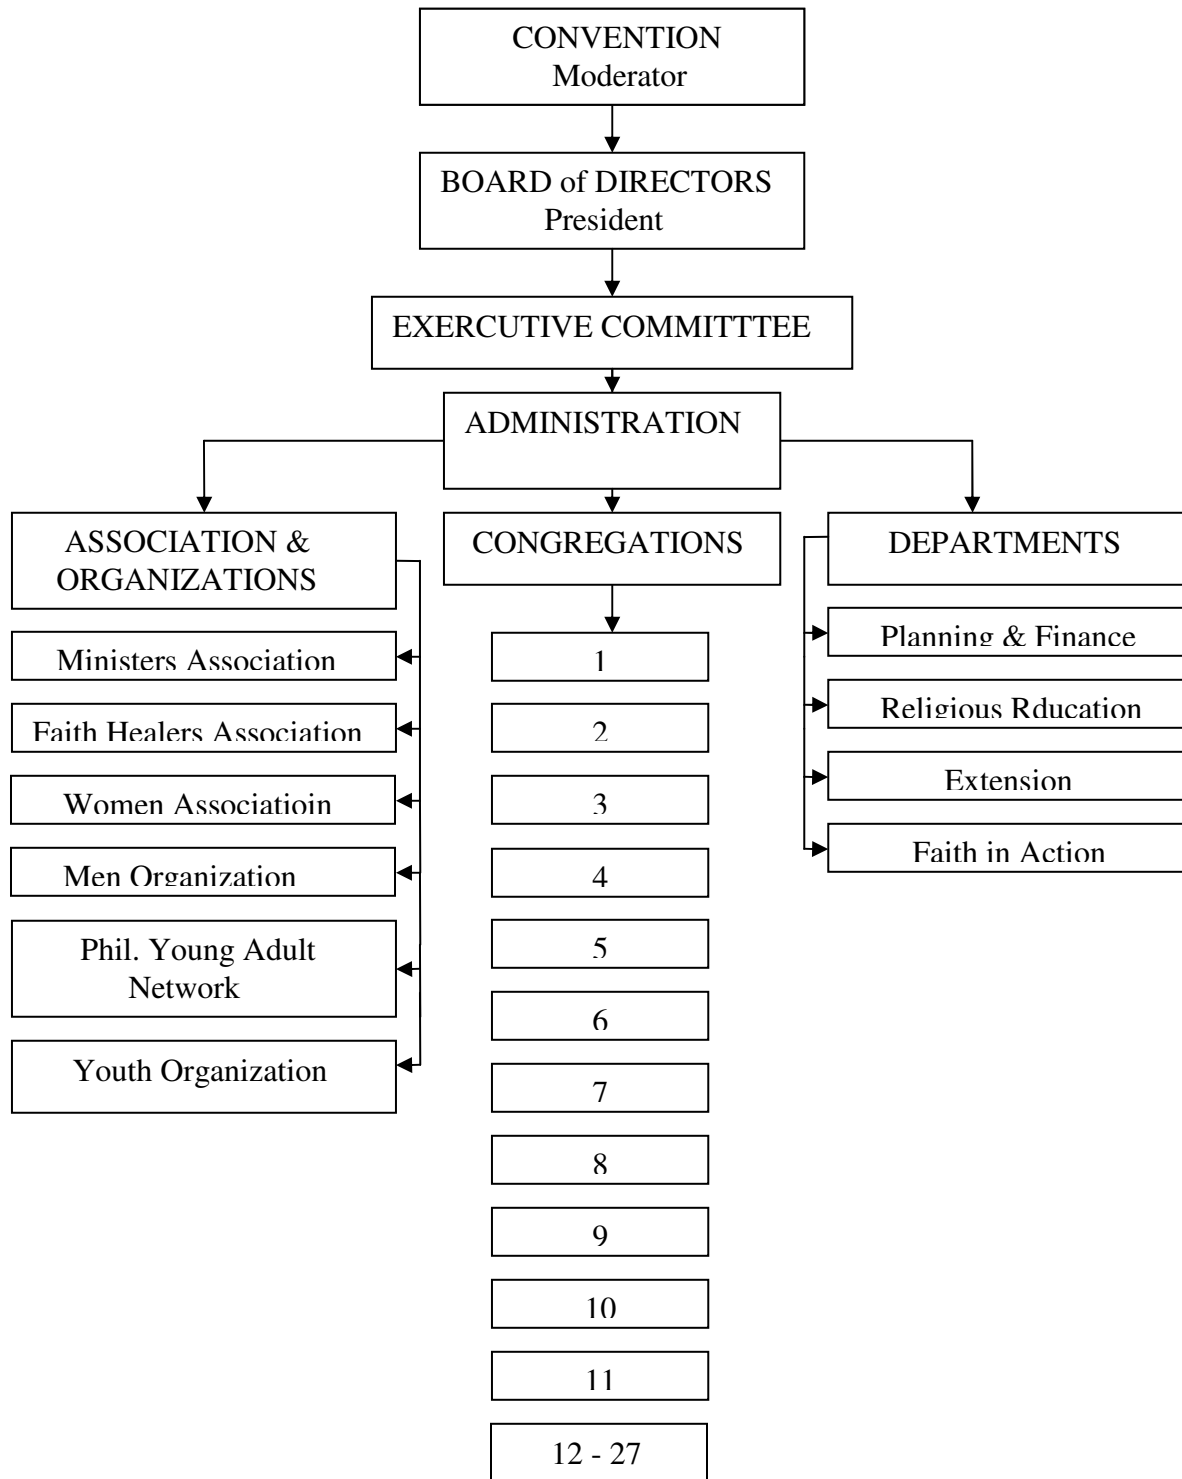 CONVENTION
Moderator
BOARD of DIRECTORS
President
EXERCUTIVE COMMITTTEE
ADMINISTRATION
ASSOCIATION &
ORGANIZATIONS
Ministers Association
Faith Healers Association
Women Associatioin
Men Organization
Phil. Young Adult
Network
Youth Organization
CONGREGATIONS
1
2
3
4
5
6
7
8
9
10
11
12 - 27
DEPARTMENTS
Planning & Finance
Religious Rducation
Extension
Faith in Action